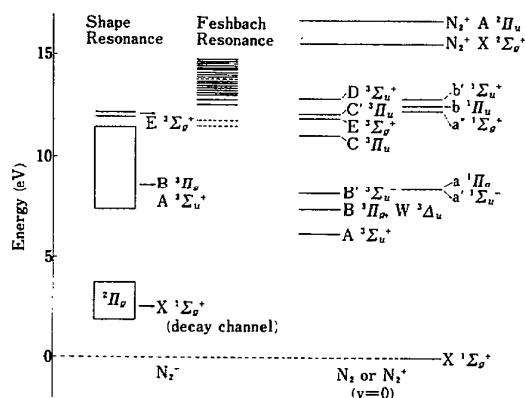 Shape
Resonance
Feshbach
Resonance
N₂⁺ A ²Πᵤ
N₂⁺ X ²Σg⁺
15
D ³Σᵤ⁺
b' ¹Σᵤ⁺
C' ³Πᵤ
b ¹Πᵤ
E ³Σg⁺
E ³Σg⁺
a" ¹Σg⁺
C ³Πᵤ
10
Energy (eV)
B ³Πg
A ³Σᵤ⁺
a ¹Πg
B' ³Σᵤ⁻
a' ¹Σᵤ⁻
B ³Πg, W ³Δᵤ
A ³Σᵤ⁺
5
²Πg
X ¹Σg⁺
(decay channel)
0
X ¹Σg⁺
N₂⁻
N₂ or N₂⁺
(v=0)